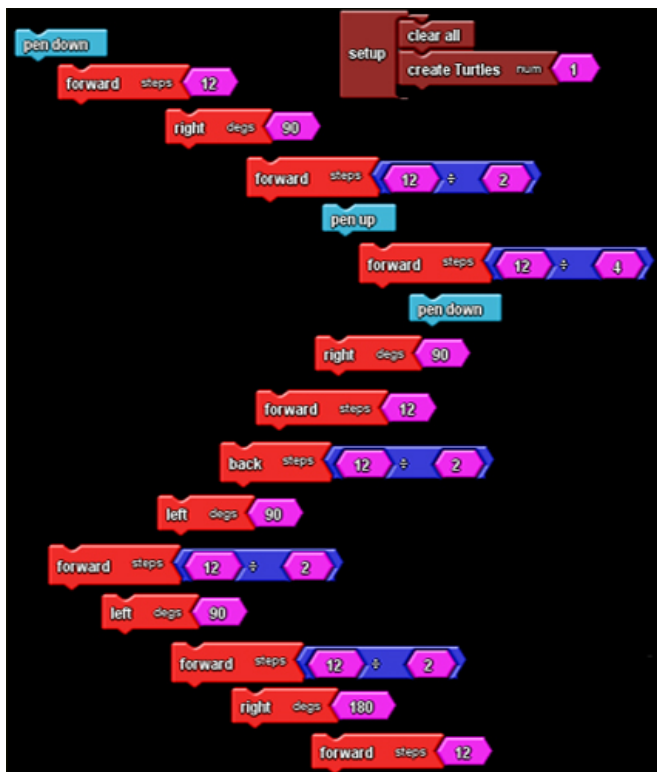 pen down
setup
clear all
create Turtles num 1
forward steps 12
right degs 90
forward steps 12 ÷ 2
pen up
forward steps 12 ÷ 4
pen down
right degs 90
forward steps 12
back steps 12 ÷ 2
left degs 90
forward steps 12 ÷ 2
left degs 90
forward steps 12 ÷ 2
right degs 180
forward steps 12